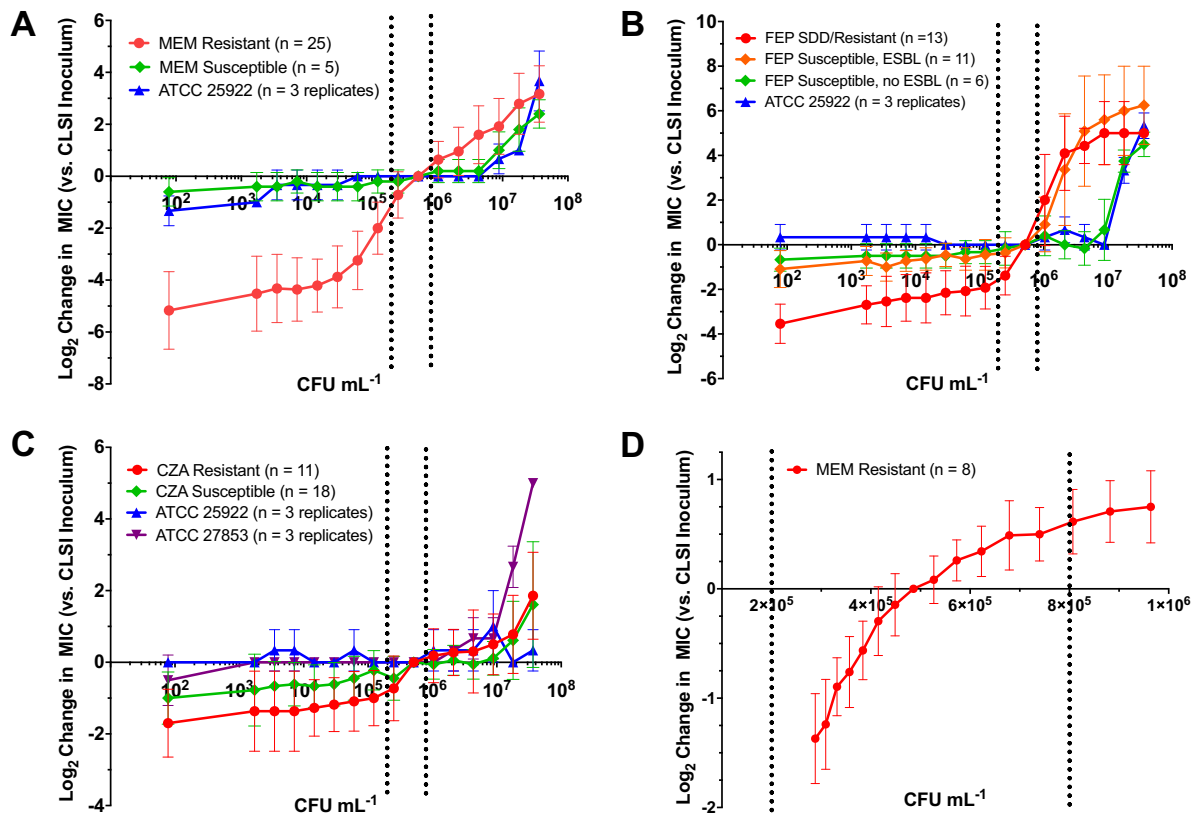 A
Log2 Change in MIC (vs. CLSI Inoculum)
6
4
2
0
-2
-4
-6
-8
MEM Resistant (n = 25)
MEM Susceptible (n = 5)
ATCC 25922 (n = 3 replicates)
10^2
10^3
10^4
10^5
10^6
10^7
10^8
CFU mL^-1
B
Log2 Change in MIC (vs. CLSI Inoculum)
10
8
6
4
2
0
-2
-4
-6
FEP SDD/Resistant (n =13)
FEP Susceptible, ESBL (n = 11)
FEP Susceptible, no ESBL (n = 6)
ATCC 25922 (n = 3 replicates)
10^2
10^3
10^4
10^5
10^6
10^7
10^8
CFU mL^-1
C
Log2 Change in MIC (vs. CLSI Inoculum)
6
4
2
0
-2
-4
CZA Resistant (n = 11)
CZA Susceptible (n = 18)
ATCC 25922 (n = 3 replicates)
ATCC 27853 (n = 3 replicates)
10^2
10^3
10^4
10^5
10^6
10^7
10^8
CFU mL^-1
D
Log2 Change in MIC (vs. CLSI Inoculum)
1
0
-1
-2
MEM Resistant (n = 8)
2×10^5
4×10^5
6×10^5
8×10^5
1×10^6
CFU mL^-1